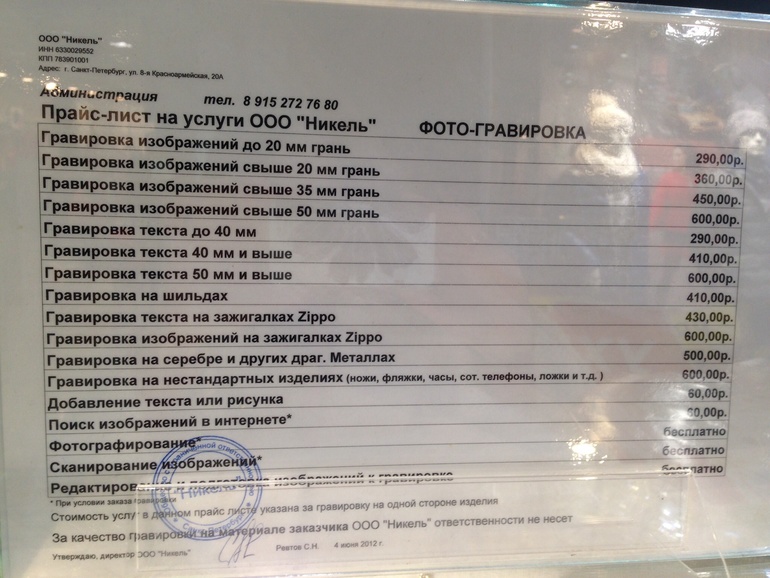 ООО "Никель"
ИНН 6330029552
КПП 783901001
Адрес: г. Санкт-Петербург, ул. 8-я Красноармейская, 20А
Администрация тел. 8 915 272 76 80
Прайс-лист на услуги ООО "Никель" ФОТО-ГРАВИРОВКА
Гравировка изображений до 20 мм грань 290,00р.
Гравировка изображений свыше 20 мм грань 360,00р.
Гравировка изображений свыше 35 мм грань 450,00р.
Гравировка изображений свыше 50 мм грань 600,00р.
Гравировка текста до 40 мм 290,00р.
Гравировка текста 40 мм и выше 410,00р.
Гравировка текста 50 мм и выше 600,00р.
Гравировка на шильдах 410,00р.
Гравировка текста на зажигалках Zippo 430,00р.
Гравировка изображений на зажигалках Zippo 600,00р.
Гравировка на серебре и других драг. Металлах 500,00р.
Гравировка на нестандартных изделиях (ножи, фляжки, часы, сот. телефоны, ложки и т.д. ) 600,00р.
Добавление текста или рисунка 60,00р.
Поиск изображений в интернете* 60,00р.
Фотографирование* бесплатно
Сканирование изображений* бесплатно
Редактирование и подготовка изображений к гравировке бесплатно
* При условии заказа гравировки
Стоимость услуг в данном прайс листе указана за гравировку на одной стороне изделия
За качество гравировки на материале заказчика ООО "Никель" ответственности не несет
Утверждаю, директор ООО "Никель" Реатов С.Н. 4 июня 2012 г.
"Никель"
Санкт-Петербург